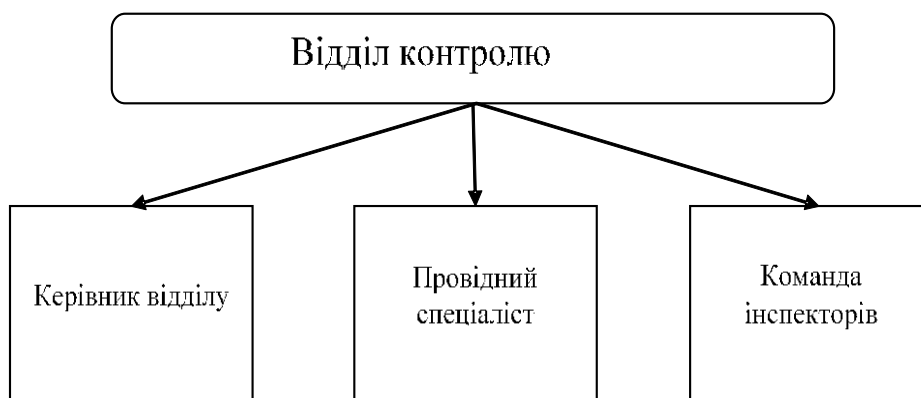 Відділ контролю
Керівник відділу
Провідний
спеціаліст
Команда
інспекторів